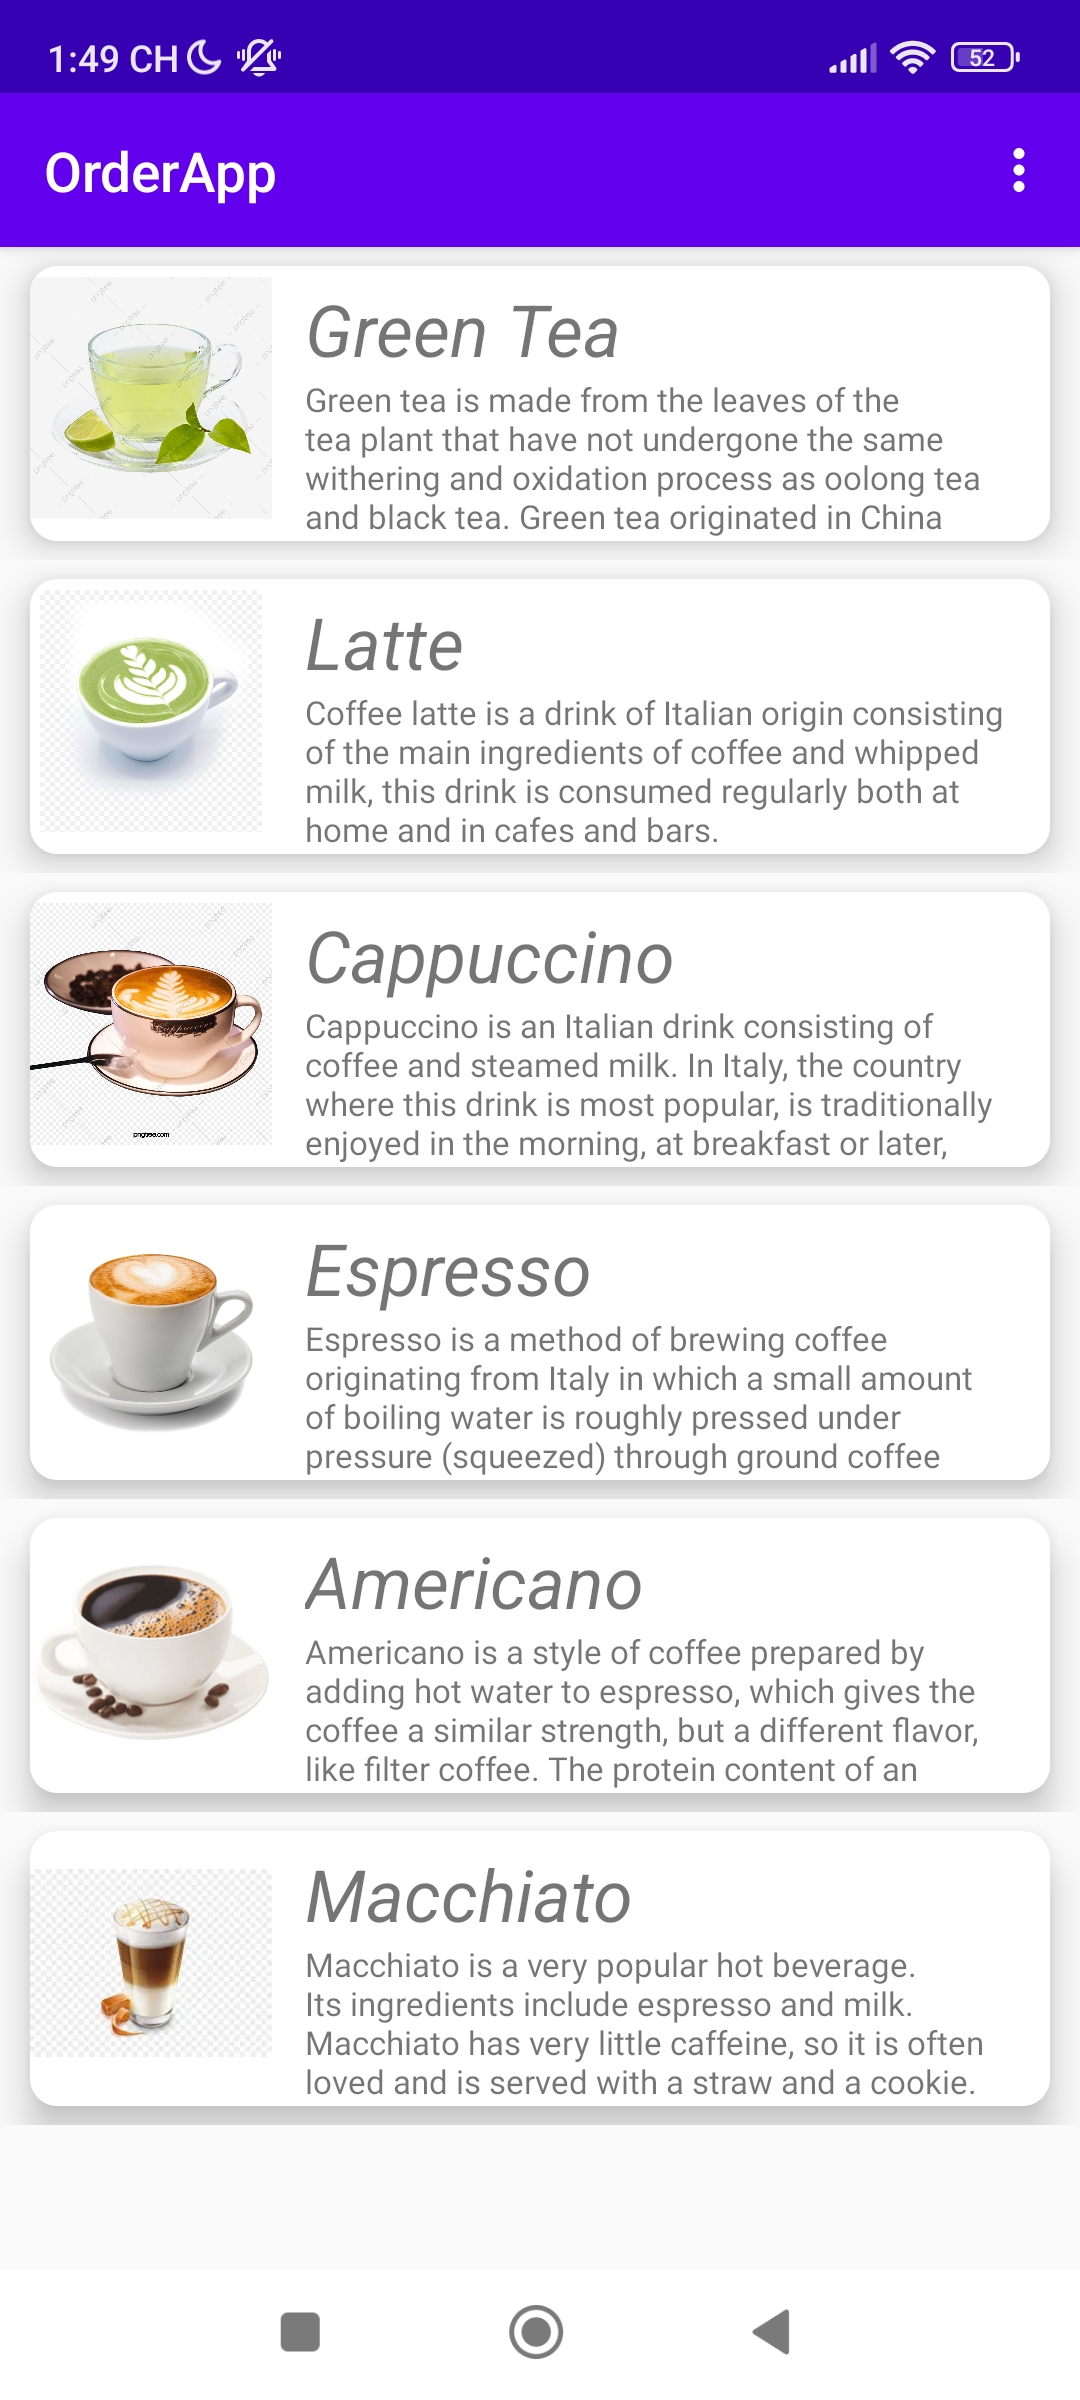 1:49 CH
52
OrderApp
Green Tea
Green tea is made from the leaves of the
tea plant that have not undergone the same
withering and oxidation process as oolong tea
and black tea. Green tea originated in China
Latte
Coffee latte is a drink of Italian origin consisting
of the main ingredients of coffee and whipped
milk, this drink is consumed regularly both at
home and in cafes and bars.
Cappuccino
Cappuccino is an Italian drink consisting of
coffee and steamed milk. In Italy, the country
where this drink is most popular, is traditionally
enjoyed in the morning, at breakfast or later,
pngtree.com
Espresso
Espresso is a method of brewing coffee
originating from Italy in which a small amount
of boiling water is roughly pressed under
pressure (squeezed) through ground coffee
Americano
Americano is a style of coffee prepared by
adding hot water to espresso, which gives the
coffee a similar strength, but a different flavor,
like filter coffee. The protein content of an
Macchiato
Macchiato is a very popular hot beverage.
Its ingredients include espresso and milk.
Macchiato has very little caffeine, so it is often
loved and is served with a straw and a cookie.